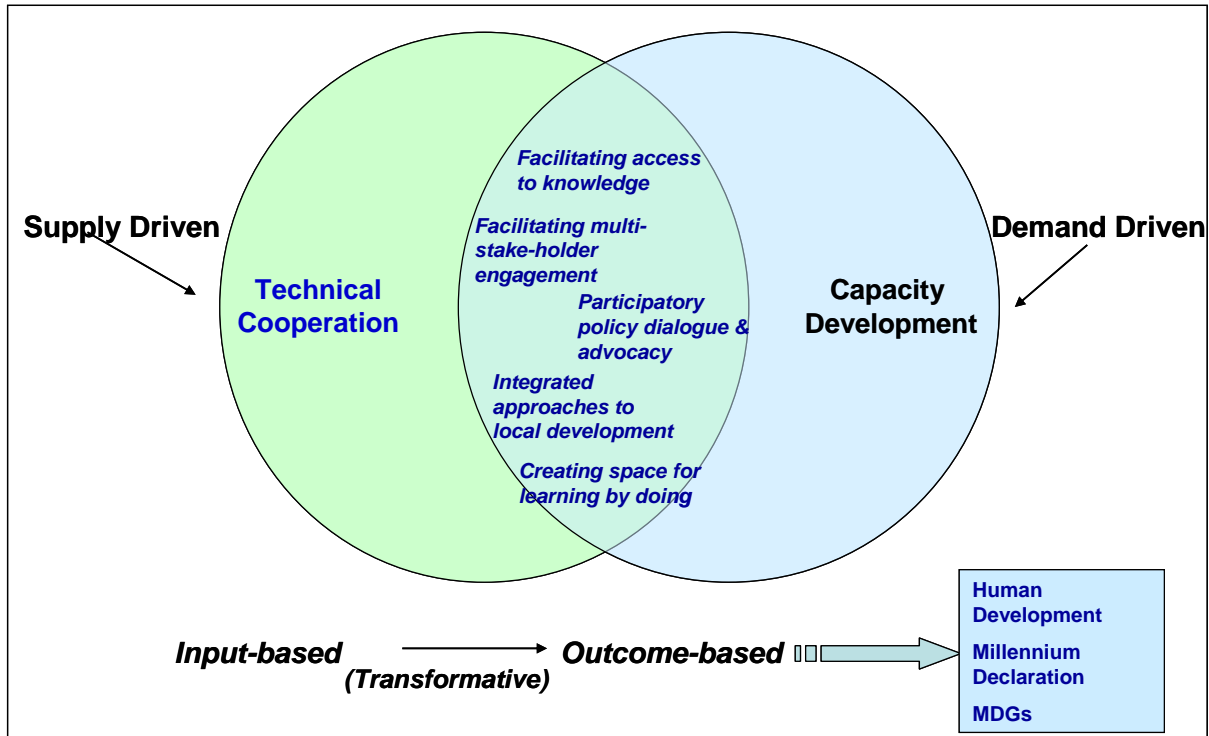 Supply Driven
Technical
Cooperation
Facilitating access
to knowledge
Facilitating multi-
stake-holder
engagement
Participatory
policy dialogue &
advocacy
Integrated
approaches to
local development
Creating space for
learning by doing
Demand Driven
Capacity
Development
Input-based
(Transformative)
Outcome-based
Human
Development
Millennium
Declaration
MDGs